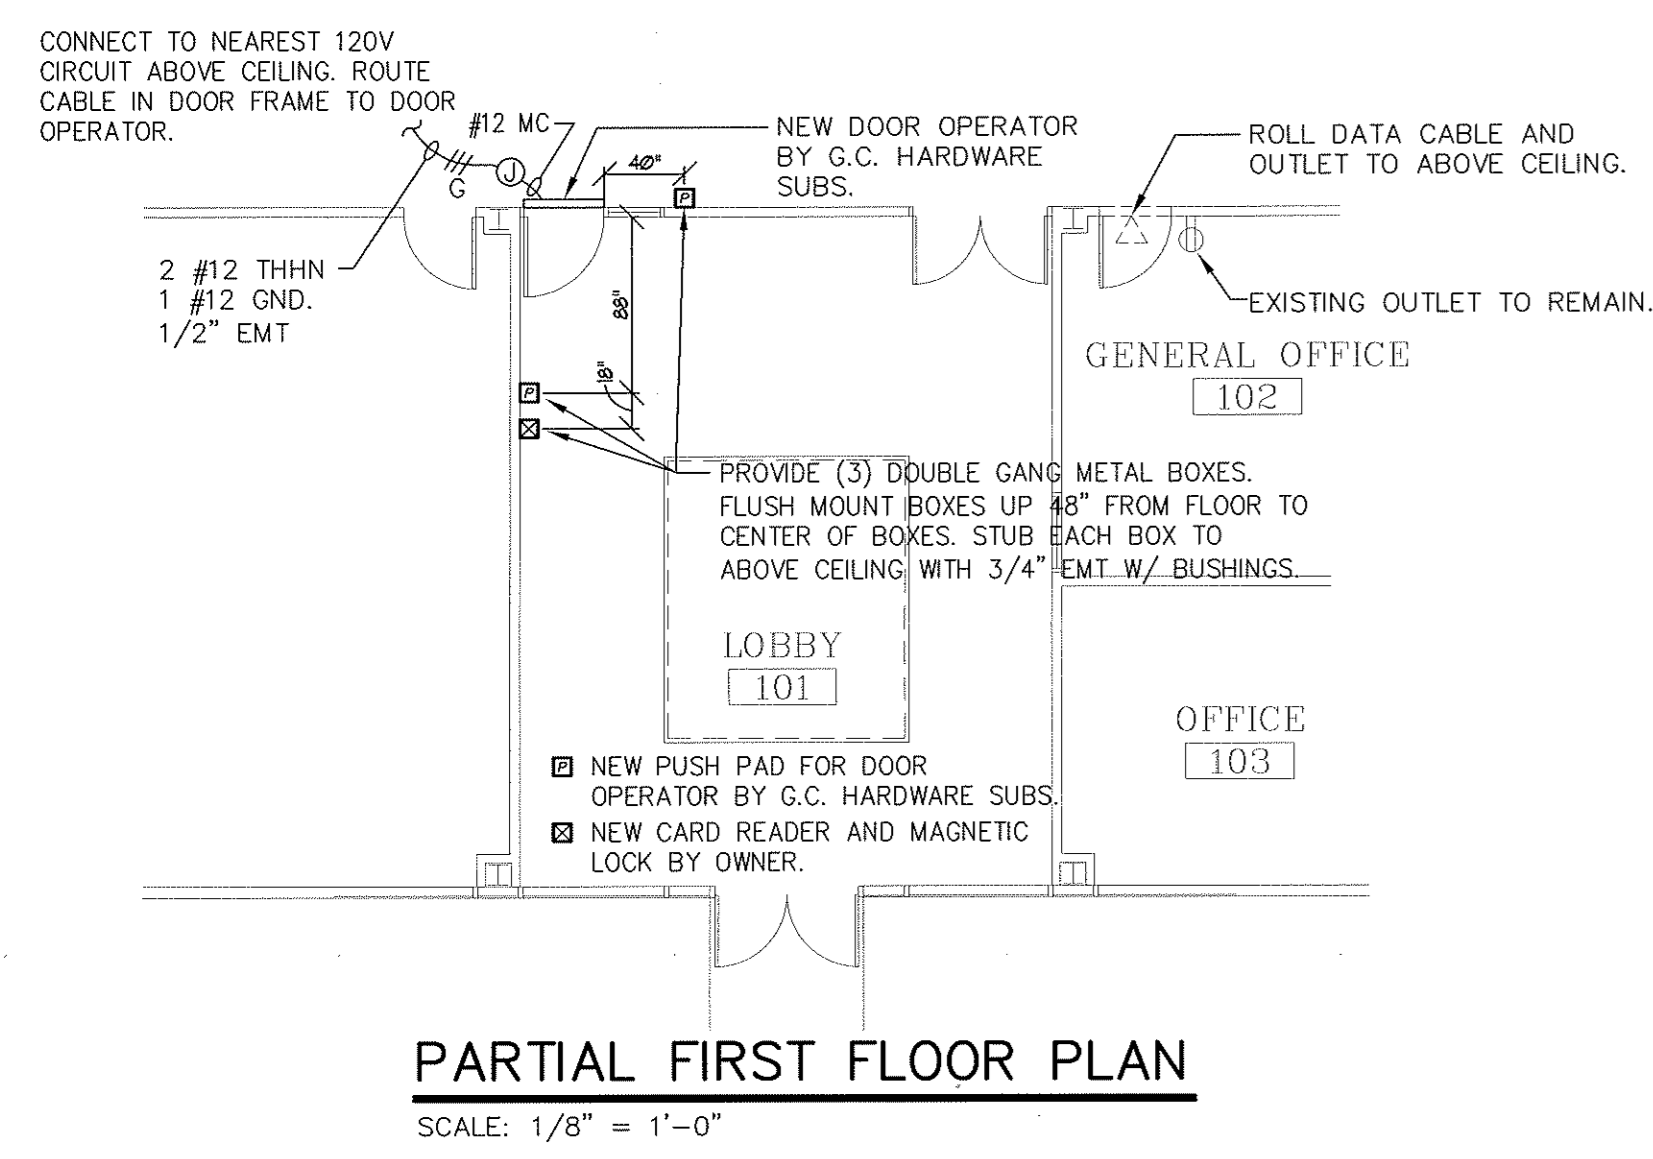 CONNECT TO NEAREST 120V
CIRCUIT ABOVE CEILING. ROUTE
CABLE IN DOOR FRAME TO DOOR
OPERATOR.
#12 MC
NEW DOOR OPERATOR
BY G.C. HARDWARE
SUBS.
ROLL DATA CABLE AND
OUTLET TO ABOVE CEILING.
40"
G
J
P
2 #12 THHN
1 #12 GND.
1/2" EMT
88"
18"
P
EXISTING OUTLET TO REMAIN.
GENERAL OFFICE
102
PROVIDE (3) DOUBLE GANG METAL BOXES.
FLUSH MOUNT BOXES UP 48" FROM FLOOR TO
CENTER OF BOXES. STUB EACH BOX TO
ABOVE CEILING WITH 3/4" EMT W/ BUSHINGS.
LOBBY
101
OFFICE
103
P NEW PUSH PAD FOR DOOR
OPERATOR BY G.C. HARDWARE SUBS.
NEW CARD READER AND MAGNETIC
LOCK BY OWNER.
PARTIAL FIRST FLOOR PLAN
SCALE: 1/8" = 1'-0"